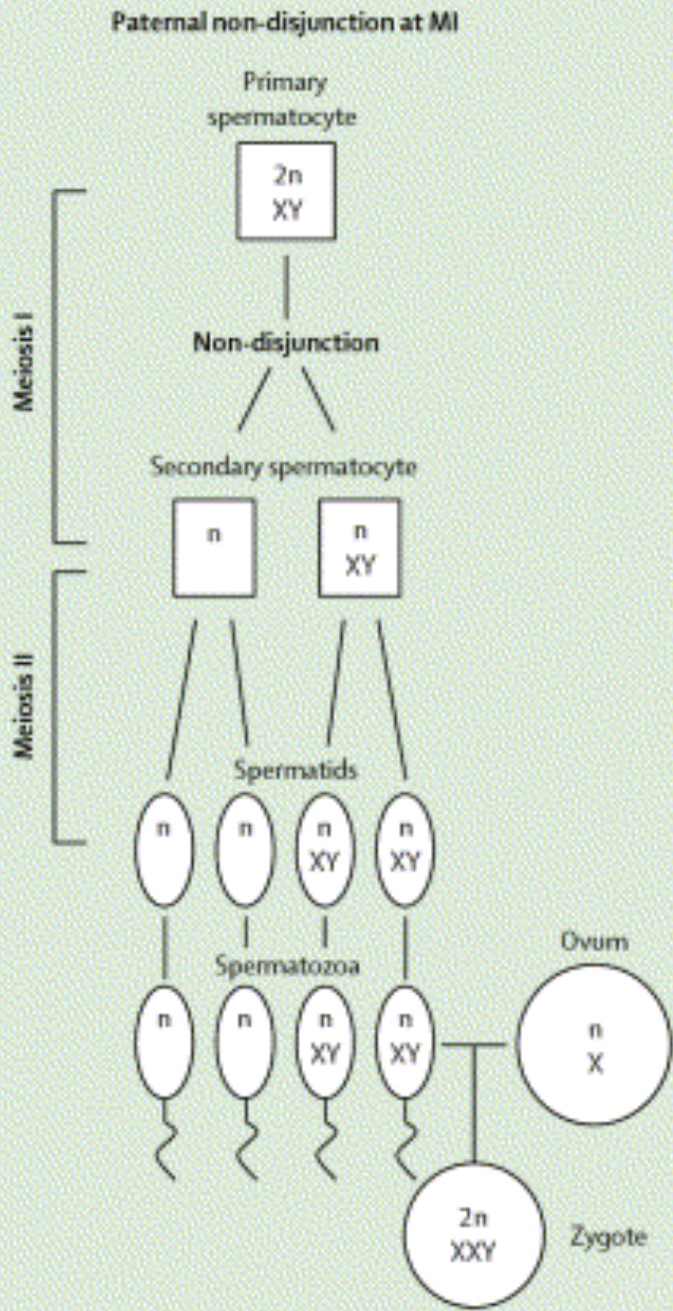 Paternal non-disjunction at MI
Primary
spermatocyte
2n
XY
Meiosis I
Non-disjunction
Secondary spermatocyte
n
n
XY
Meiosis II
Spermatids
n
n
n
XY
n
XY
Spermatozoa
n
n
n
XY
n
XY
Ovum
n
X
2n
XXY
Zygote